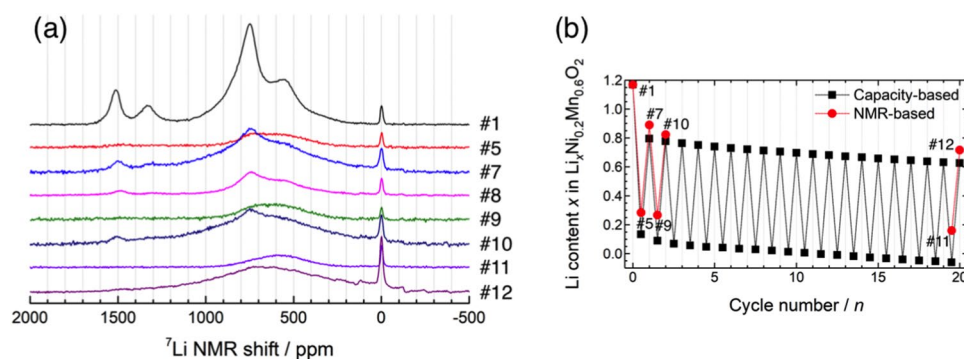 (a)
#1
#5
#7
#8
#9
#10
#11
#12
2000 1500 1000 500 0 -500
⁷Li NMR shift / ppm
(b)
Li content x in LiₓNi₀.₂Mn₀.₆O₂
1.2
1.0
0.8
0.6
0.4
0.2
0.0
#1
#7
#10
#5
#9
#11
#12
Capacity-based
NMR-based
0 5 10 15 20
Cycle number / n